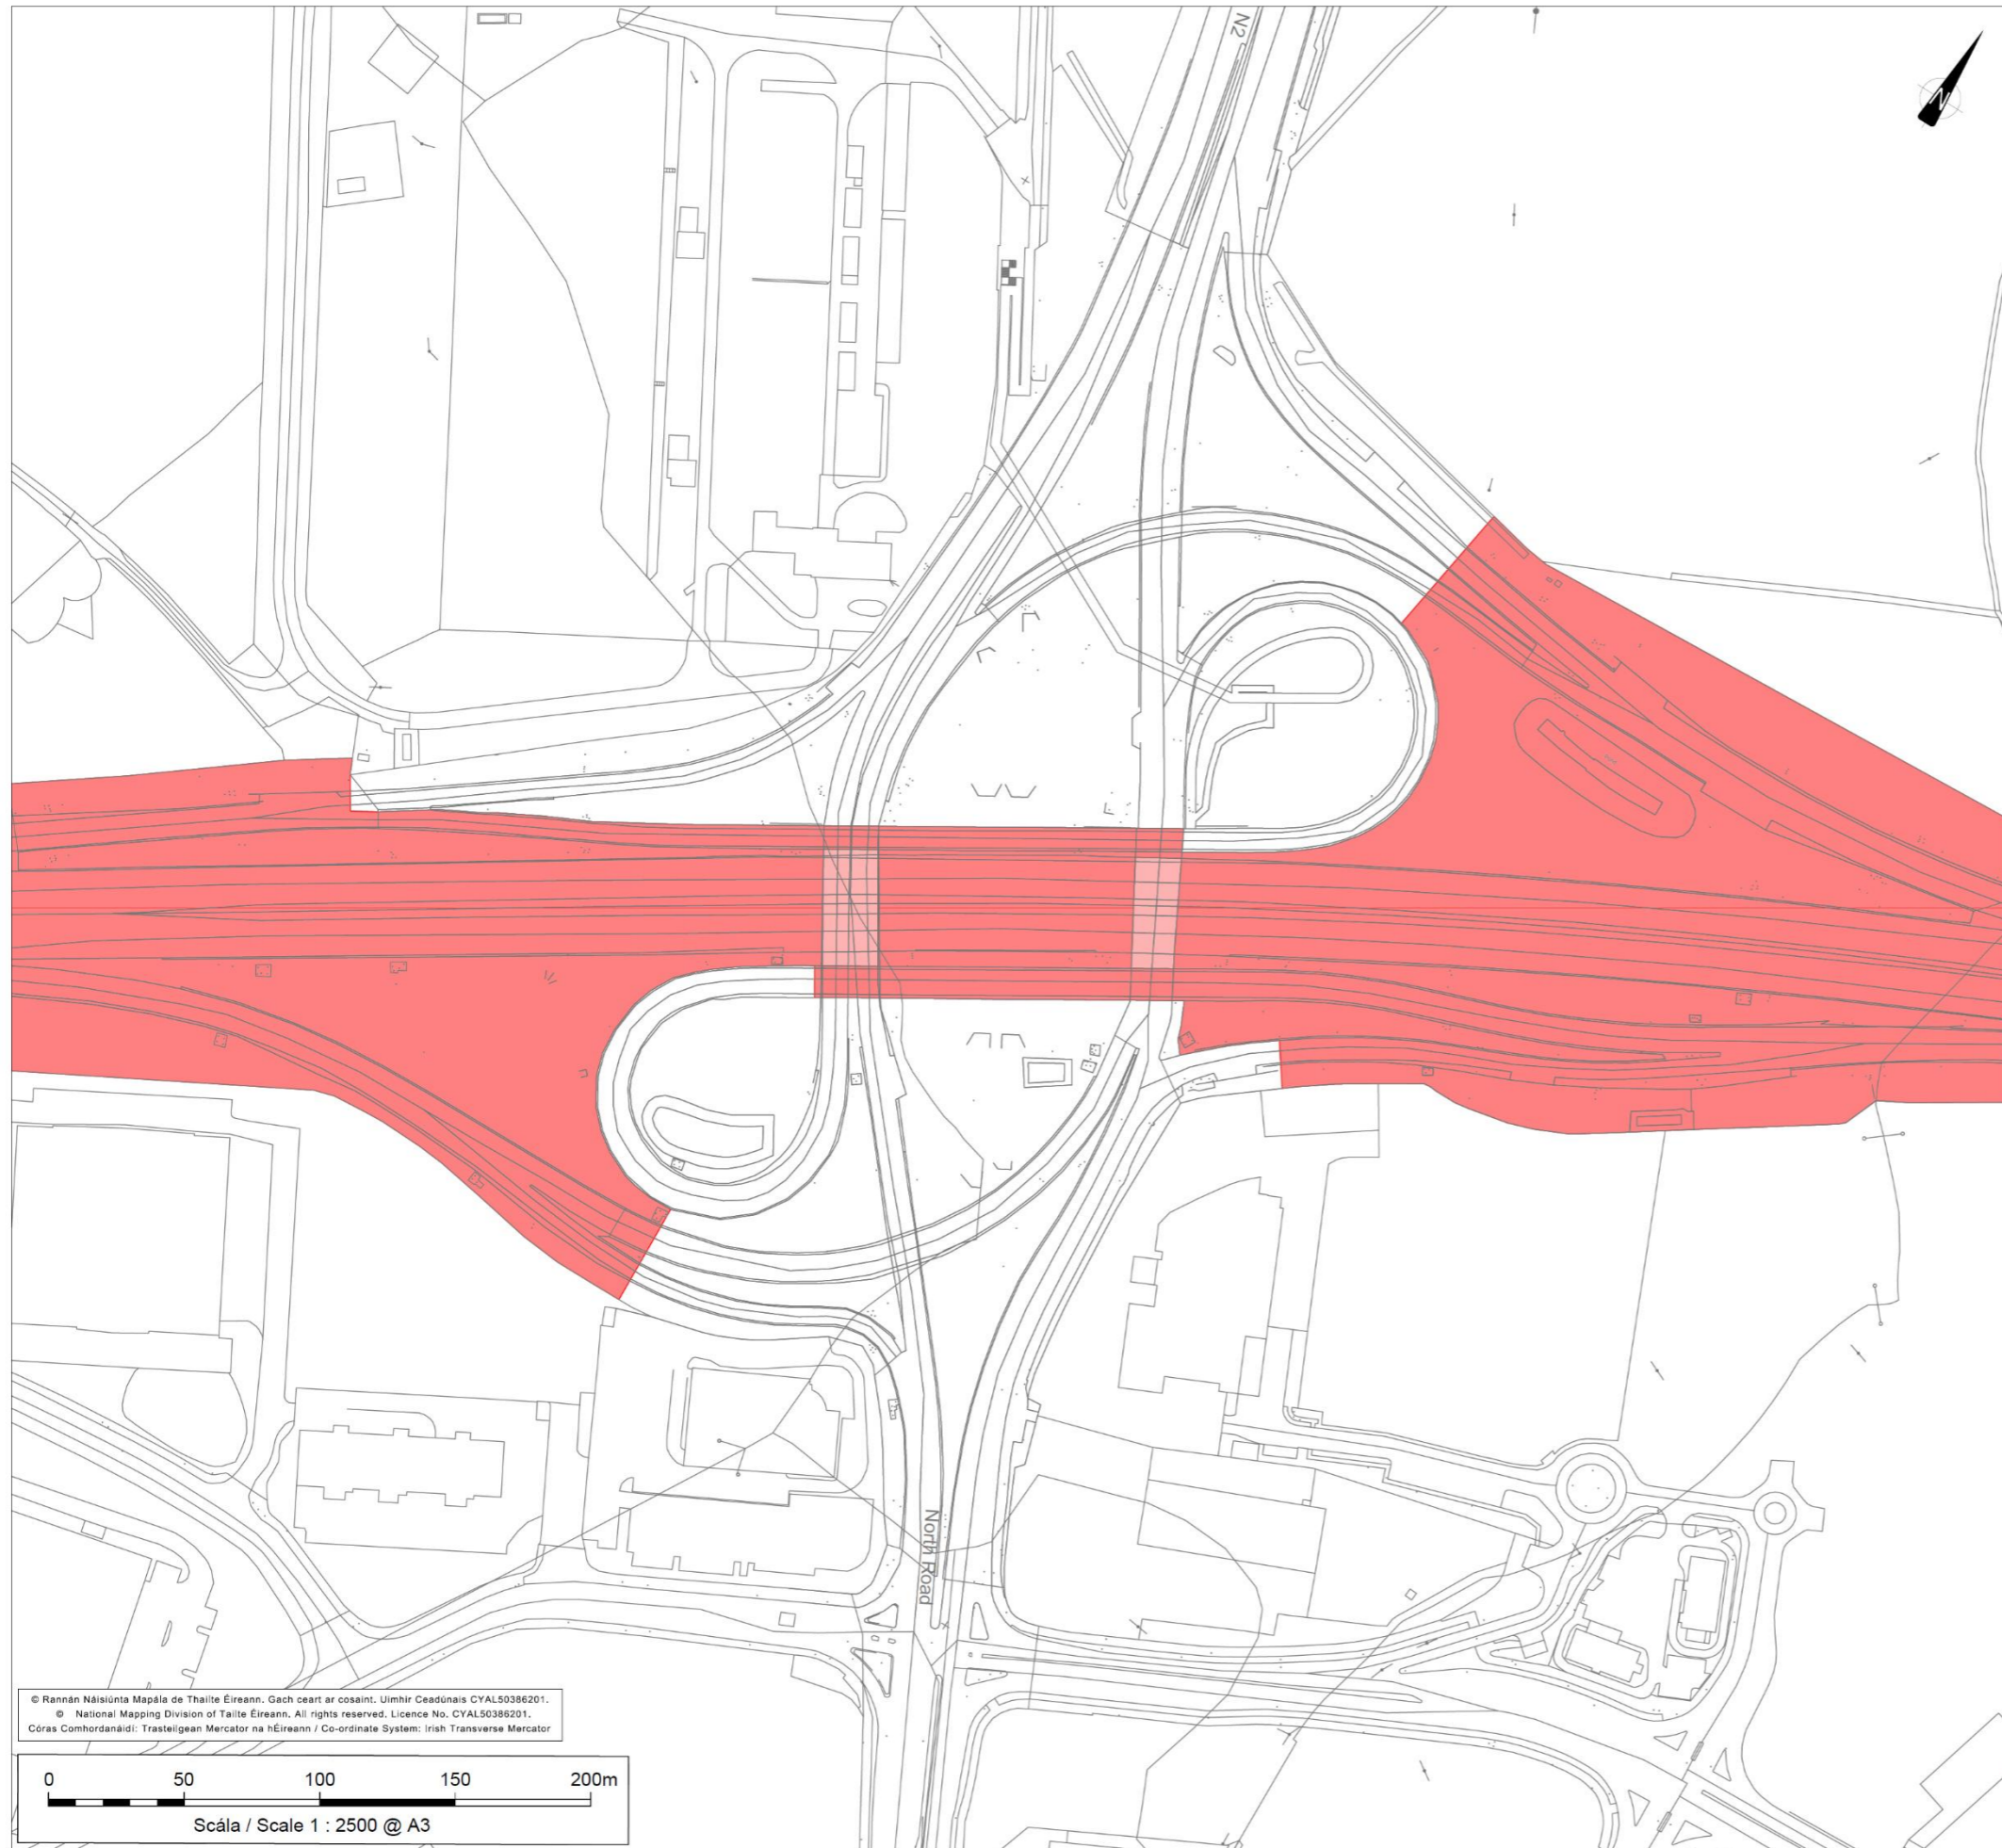 N2
N
North Road
© Rannán Náisiúnta Mapála de Thailte Éireann. Gach ceart ar cosaint. Uimhir Ceadúnais CYAL50386201.
© National Mapping Division of Tailte Éireann. All rights reserved. Licence No. CYAL50386201.
Córas Comhordanáidí: Trasteilgean Mercator na hÉireann / Co-ordinate System: Irish Transverse Mercator
0 50 100 150 200m
Scála / Scale 1 : 2500 @ A3